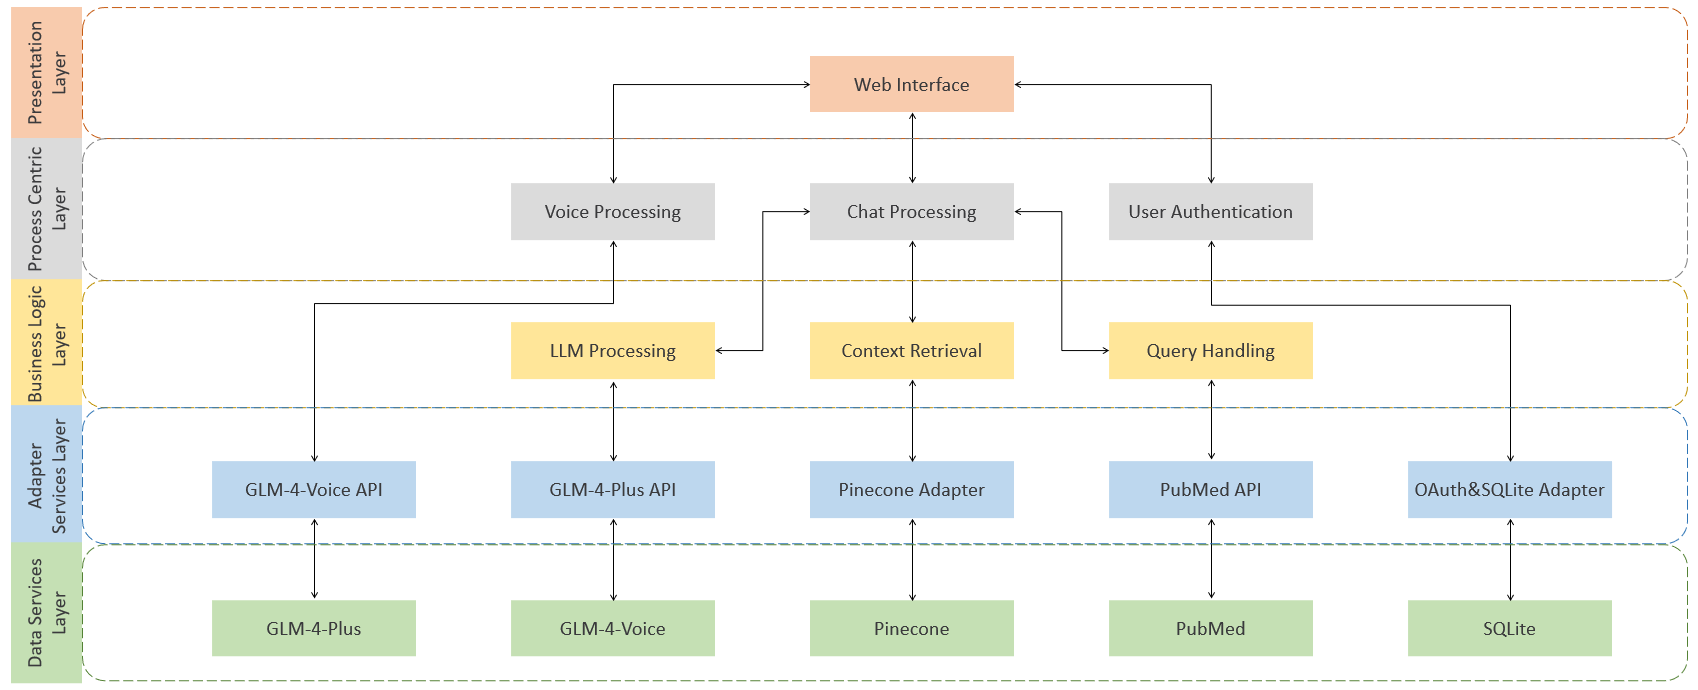 Presentation
Layer
Web Interface
Process Centric
Layer
Voice Processing
Chat Processing
User Authentication
Business Logic
Layer
LLM Processing
Context Retrieval
Query Handling
Adapter
Services Layer
GLM-4-Voice API
GLM-4-Plus API
Pinecone Adapter
PubMed API
OAuth&SQLite Adapter
Data Services
Layer
GLM-4-Plus
GLM-4-Voice
Pinecone
PubMed
SQLite